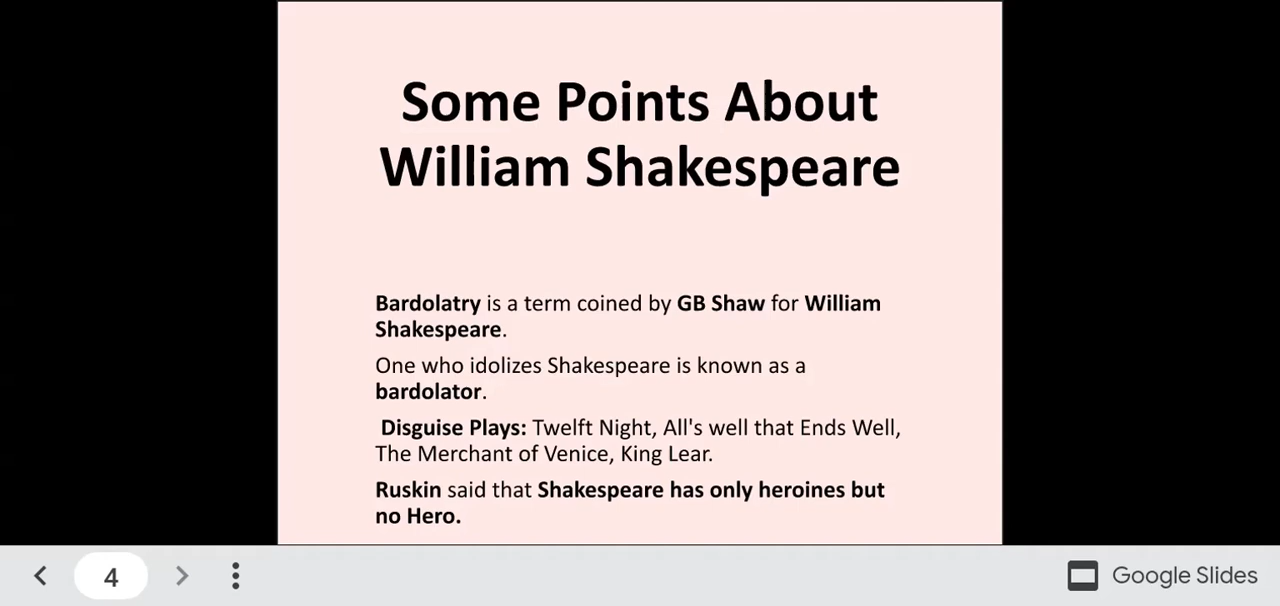 Some Points About
William Shakespeare
Bardolatry is a term coined by GB Shaw for William
Shakespeare.
One who idolizes Shakespeare is known as a
bardolator.
Disguise Plays: Twelft Night, All's well that Ends Well,
The Merchant of Venice, King Lear.
Ruskin said that Shakespeare has only heroines but
no Hero.
4
Google Slides